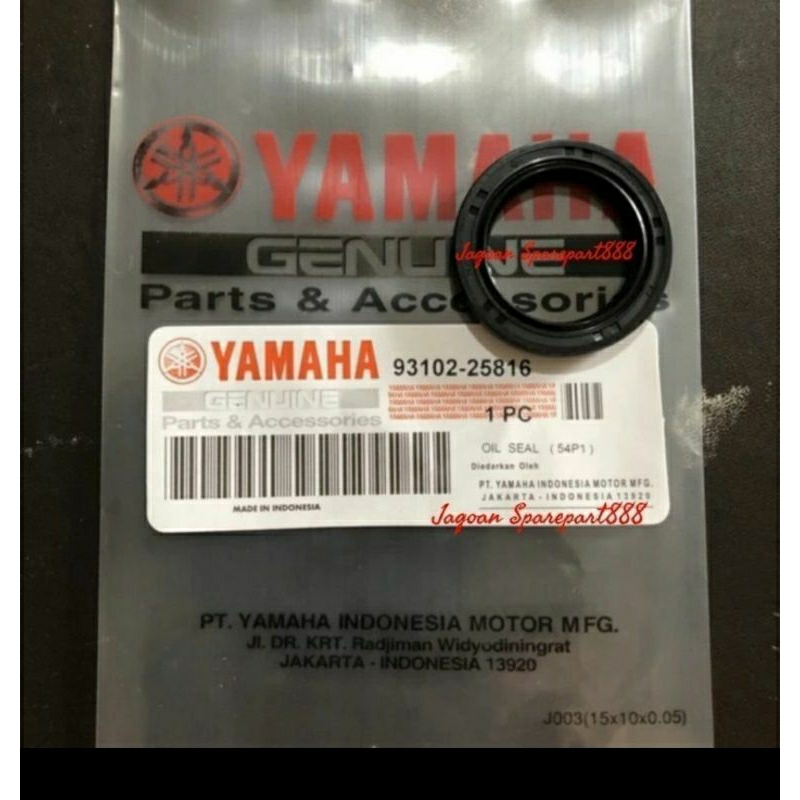 YAMAHA
GENUINE
Parts & Accessories
Jagoan Sparepart888
YAMAHA 93102-25816
GENUINE
Parts & Accessories
1 PC
OIL SEAL (54P1)
Diedarkan Oleh
PT. YAMAHA INDONESIA MOTOR MFG.
JAKARTA - INDONESIA 13920
MADE IN INDONESIA
Jagoan Sparepart888
PT. YAMAHA INDONESIA MOTOR MFG.
Jl. DR. KRT. Radjiman Widyodiningrat
JAKARTA - INDONESIA 13920
J003(15x10x0.05)